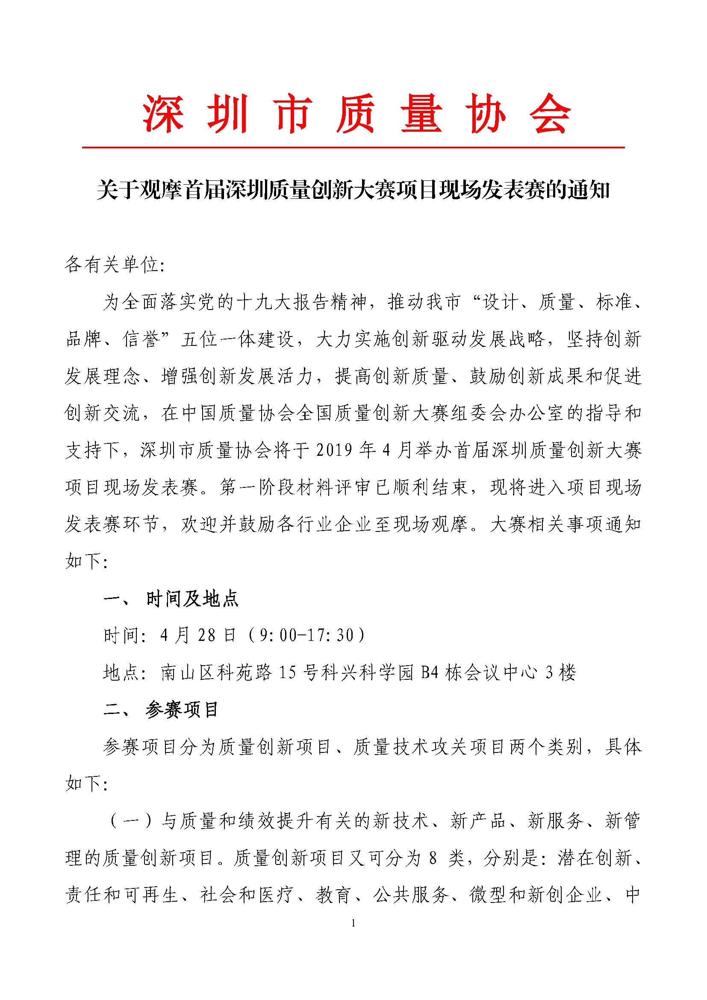 深圳市质量协会
关于观摩首届深圳质量创新大赛项目现场发表赛的通知
各有关单位：
为全面落实党的十九大报告精神，推动我市“设计、质量、标准、
品牌、信誉”五位一体建设，大力实施创新驱动发展战略，坚持创新
发展理念、增强创新发展活力，提高创新质量、鼓励创新成果和促进
创新交流，在中国质量协会全国质量创新大赛组委会办公室的指导和
支持下，深圳市质量协会将于 2019 年 4 月举办首届深圳质量创新大赛
项目现场发表赛。第一阶段材料评审已顺利结束，现将进入项目现场
发表赛环节，欢迎并鼓励各行业企业至现场观摩。大赛相关事项通知
如下：
一、 时间及地点
时间：4 月 28 日（9：00-17：30）
地点：南山区科苑路 15 号科兴科学园 B4 栋会议中心 3 楼
二、 参赛项目
参赛项目分为质量创新项目、质量技术攻关项目两个类别，具体
如下：
（一）与质量和绩效提升有关的新技术、新产品、新服务、新管
理的质量创新项目。质量创新项目又可分为 8 类，分别是：潜在创新、
责任和可再生、社会和医疗、教育、公共服务、微型和新创企业、中
1